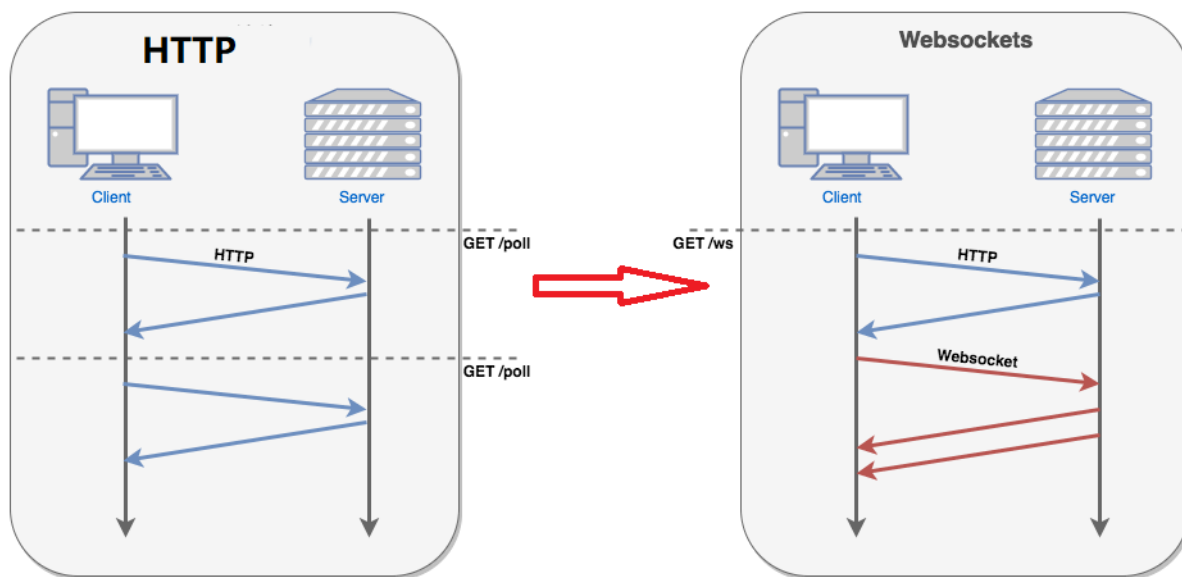 HTTP
Client
Server
GET /poll
HTTP
GET /poll
Websockets
Client
Server
GET /ws
HTTP
Websocket